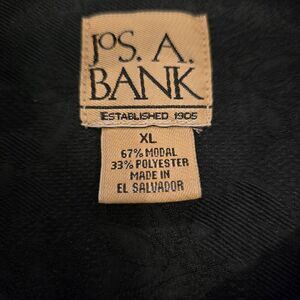 JOS. A.
BANK
ESTABLISHED 1905
XL
67% MODAL
33% POLYESTER
MADE IN
EL SALVADOR